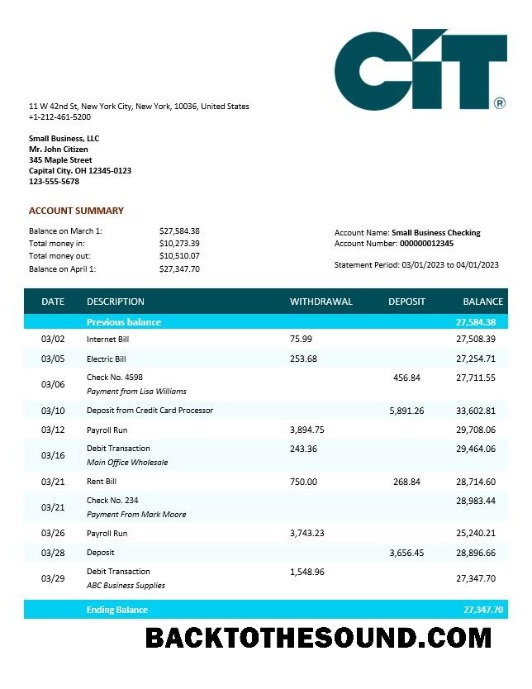 CiT®
11 W 42nd St, New York City, New York, 10036, United States
+1-212-461-5200
Small Business, LLC
Mr. John Citizen
345 Maple Street
Capital City. OH 12345-0123
123-555-5678
ACCOUNT SUMMARY
Balance on March 1: $27,584.38
Total money in: $10,273.39
Total money out: $10,510.07
Balance on April 1: $27,347.70
Account Name: Small Business Checking
Account Number: 000000012345
Statement Period: 03/01/2023 to 04/01/2023
DATE DESCRIPTION WITHDRAWAL DEPOSIT BALANCE
Previous balance 27,584.38
03/02 Internet Bill 75.99 27,508.39
03/05 Electric Bill 253.68 27,254.71
03/06 Check No. 4598 456.84 27,711.55
Payment from Lisa Williams
03/10 Deposit from Credit Card Processor 5,891.26 33,602.81
03/12 Payroll Run 3,894.75 29,708.06
03/16 Debit Transaction 243.36 29,464.06
Main Office Wholesale
03/21 Rent Bill 750.00 268.84 28,714.60
03/21 Check No. 234 28,983.44
Payment From Mark Moore
03/26 Payroll Run 3,743.23 25,240.21
03/28 Deposit 3,656.45 28,896.66
03/29 Debit Transaction 1,548.96 27,347.70
ABC Business Supplies
Ending Balance 27,347.70
BACKTOTHESOUND.COM